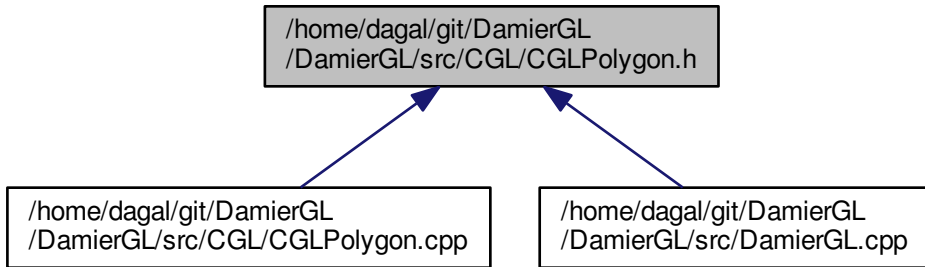 /home/dagal/git/DamierGL
/DamierGL/src/CGL/CGLPolygon.h
/home/dagal/git/DamierGL
/DamierGL/src/CGL/CGLPolygon.cpp
/home/dagal/git/DamierGL
/DamierGL/src/DamierGL.cpp